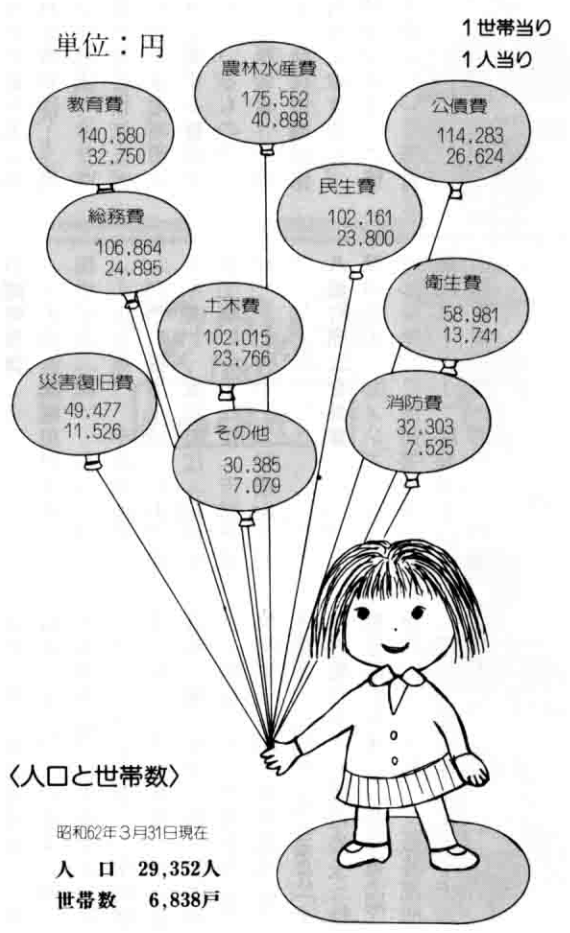 1世帯当り
1人当り
単位：円
農林水産費
175.552
40.898
教育費
140.580
32.750
公債費
114.283
26.624
民生費
102.161
23.800
総務費
106.864
24.895
衛生費
58.981
13.741
土木費
102.015
23.766
災害復旧費
49.477
11.526
消防費
32.303
7.525
その他
30.385
7.079
〈人口と世帯数〉
昭和62年3月31日現在
人 口 29,352人
世帯数 6,838戸